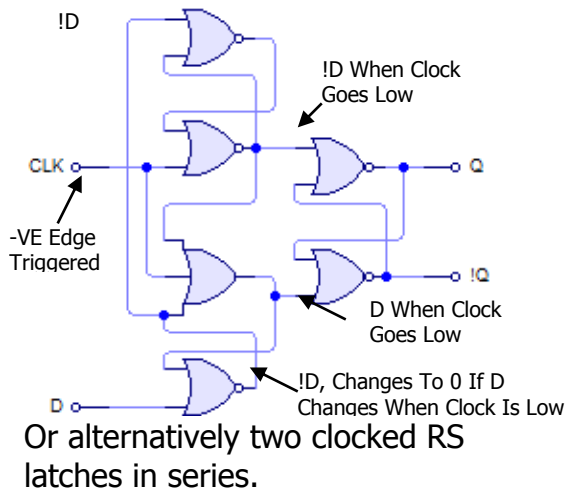 !D
!D When Clock
Goes Low
CLK
Q
-VE Edge
Triggered
!Q
D When Clock
Goes Low
!D, Changes To 0 If D
Changes When Clock Is Low
D
Or alternatively two clocked RS
latches in series.